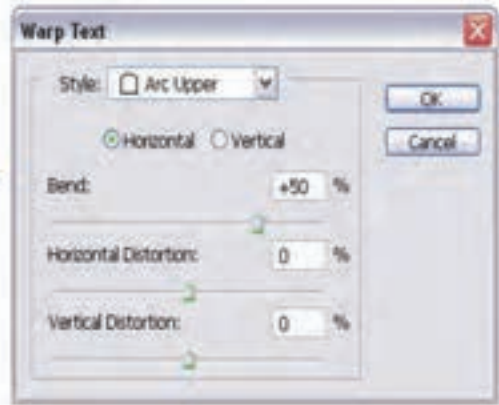 Warp Text
Style: Arc Upper
OK
Horizontal Vertical
Cancel
Bend: +50 %
Horizontal Distortion: 0 %
Vertical Distortion: 0 %